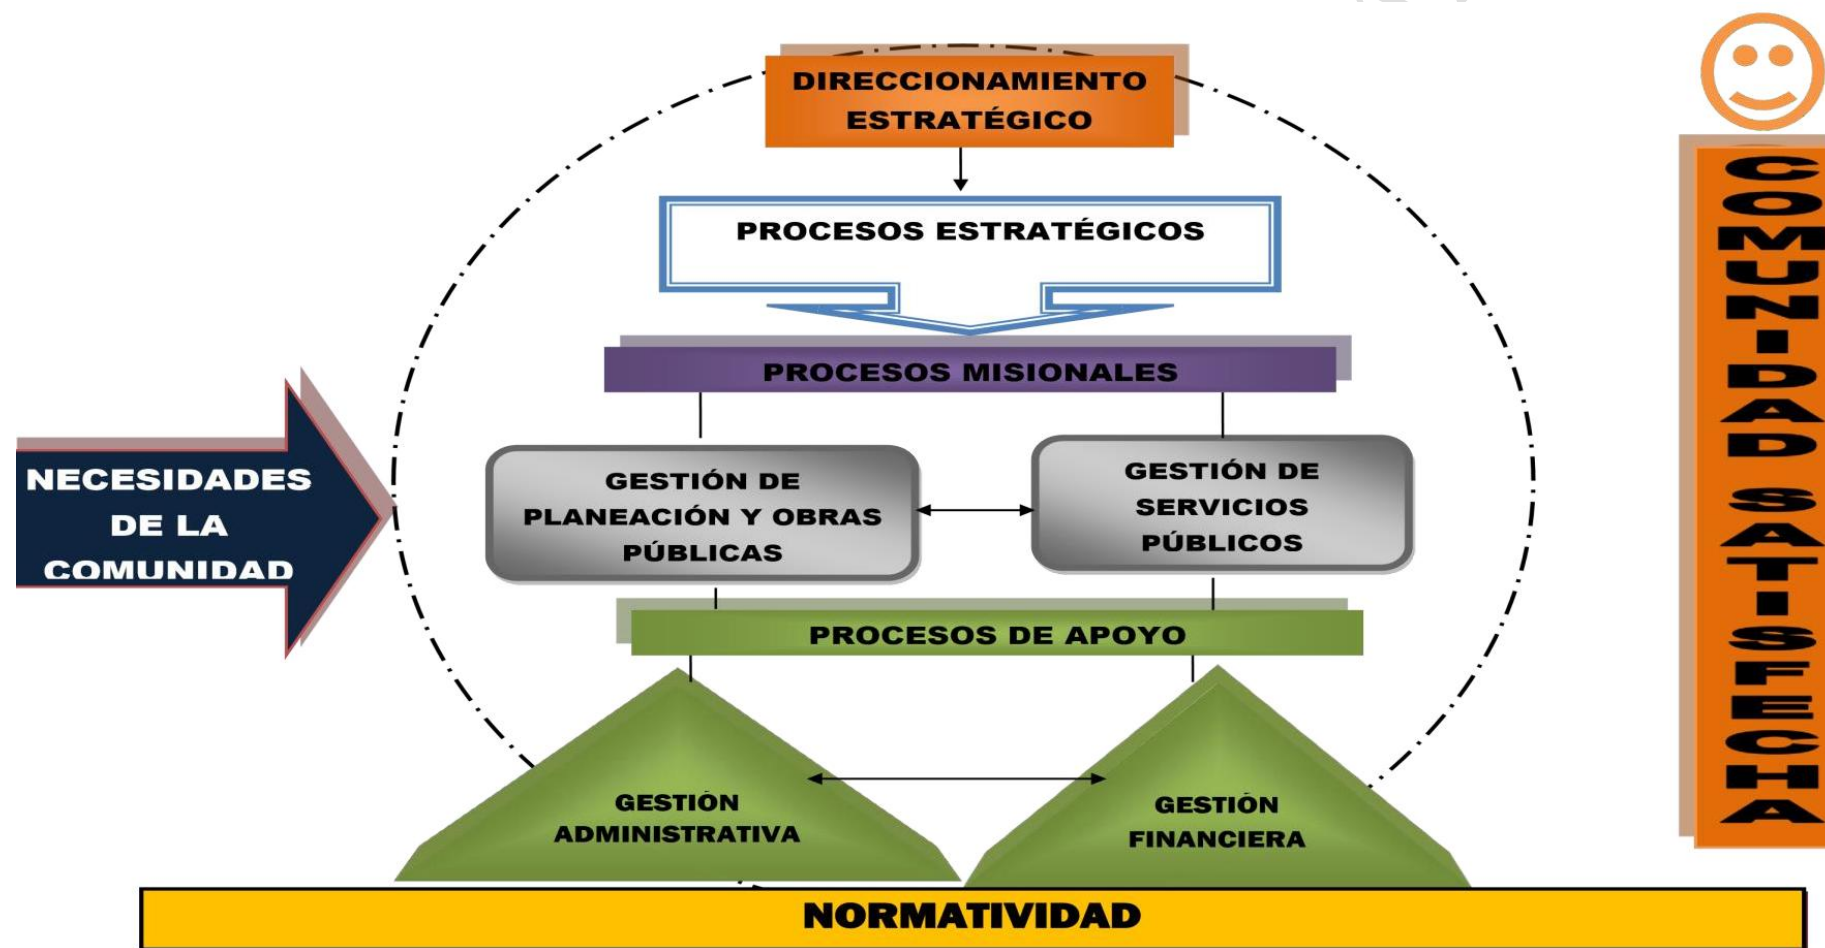 DIRECCIONAMIENTO
ESTRATÉGICO
PROCESOS ESTRATÉGICOS
PROCESOS MISIONALES
NECESIDADES
DE LA
COMUNIDAD
GESTIÓN DE
PLANEACIÓN Y OBRAS
PÚBLICAS
GESTIÓN DE
SERVICIOS
PÚBLICOS
PROCESOS DE APOYO
GESTIÓN
ADMINISTRATIVA
GESTIÓN
FINANCIERA
NORMATIVIDAD
COMUNIDAD SATISFECHA